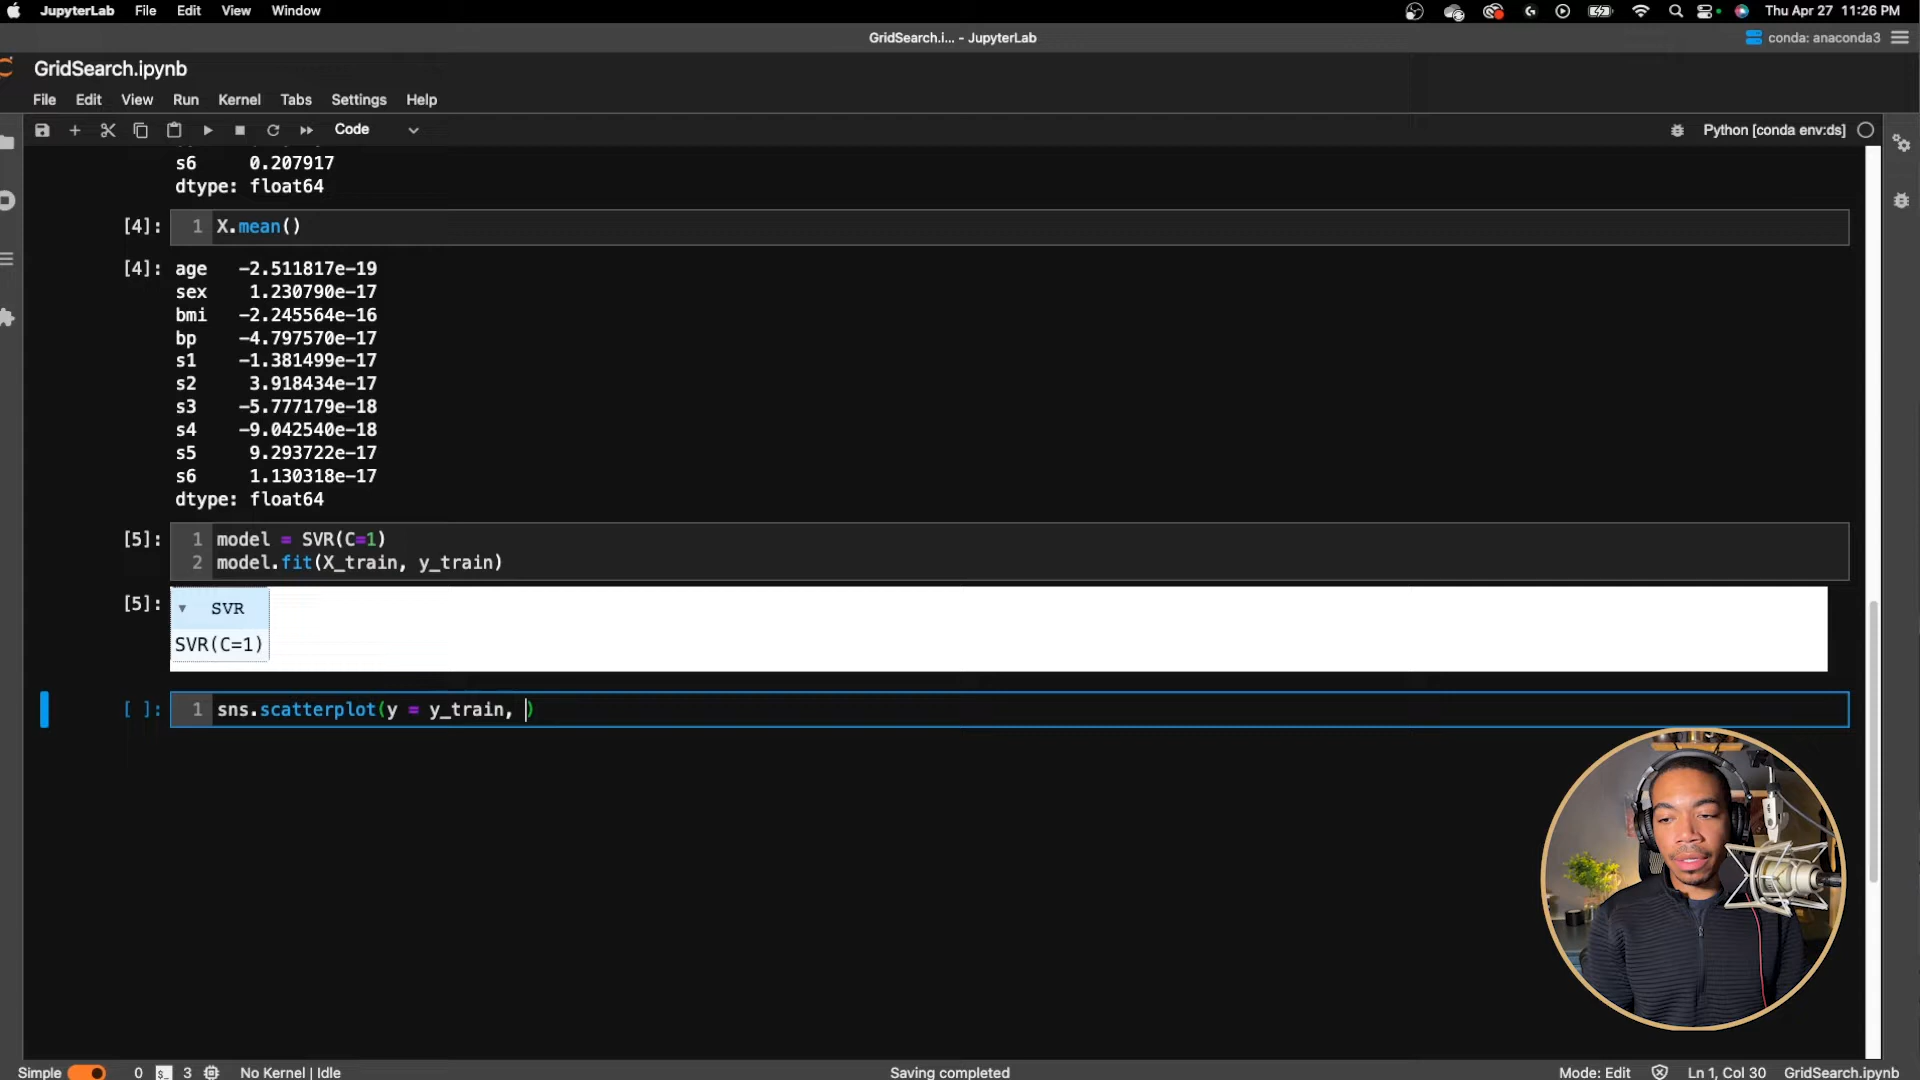 JupyterLab File Edit View Window Thu Apr 27 11:26 PM
GridSearch.i... - JupyterLab conda: anaconda3
GridSearch.ipynb
File Edit View Run Kernel Tabs Settings Help
Code Python [conda env:ds]
s6 0.207917
dtype: float64
[4]: 1 X.mean()
[4]: age -2.511817e-19
sex 1.230790e-17
bmi -2.245564e-16
bp -4.797570e-17
s1 -1.381499e-17
s2 3.918434e-17
s3 -5.777179e-18
s4 -9.042540e-18
s5 9.293722e-17
s6 1.130318e-17
dtype: float64
[5]: 1 model = SVR(C=1)
2 model.fit(X_train, y_train)
[5]: ▾ SVR
SVR(C=1)
[ ]: 1 sns.scatterplot(y = y_train, )
Simple 0 3 No Kernel | Idle Saving completed Mode: Edit Ln 1, Col 30 GridSearch.ipynb